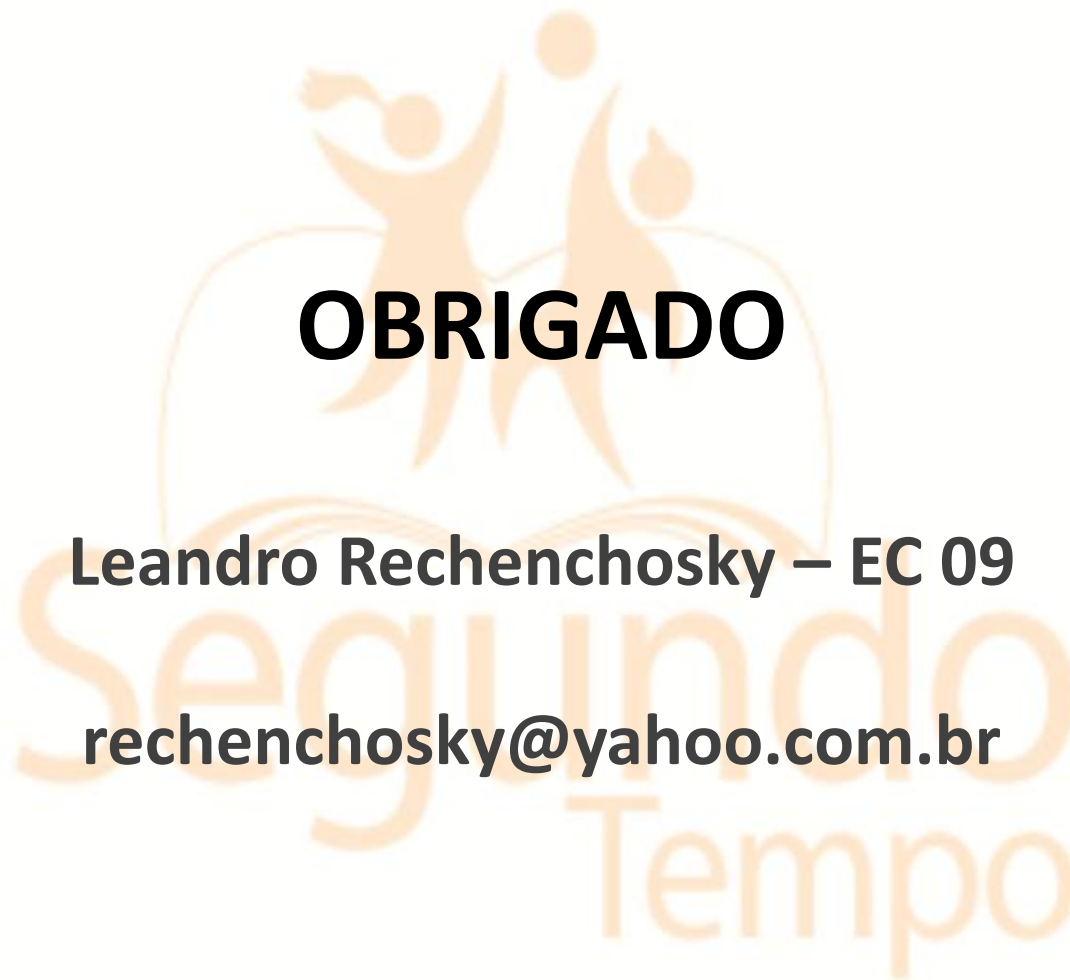 OBRIGADO
Leandro Rechenchosky – EC 09
Segundo
rechenchosky@yahoo.com.br
Tempo